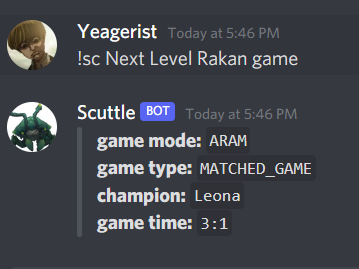 Yeagerist Today at 5:46 PM
!sc Next Level Rakan game
Scuttle BOT Today at 5:46 PM
game mode: ARAM
game type: MATCHED_GAME
champion: Leona
game time: 3:1